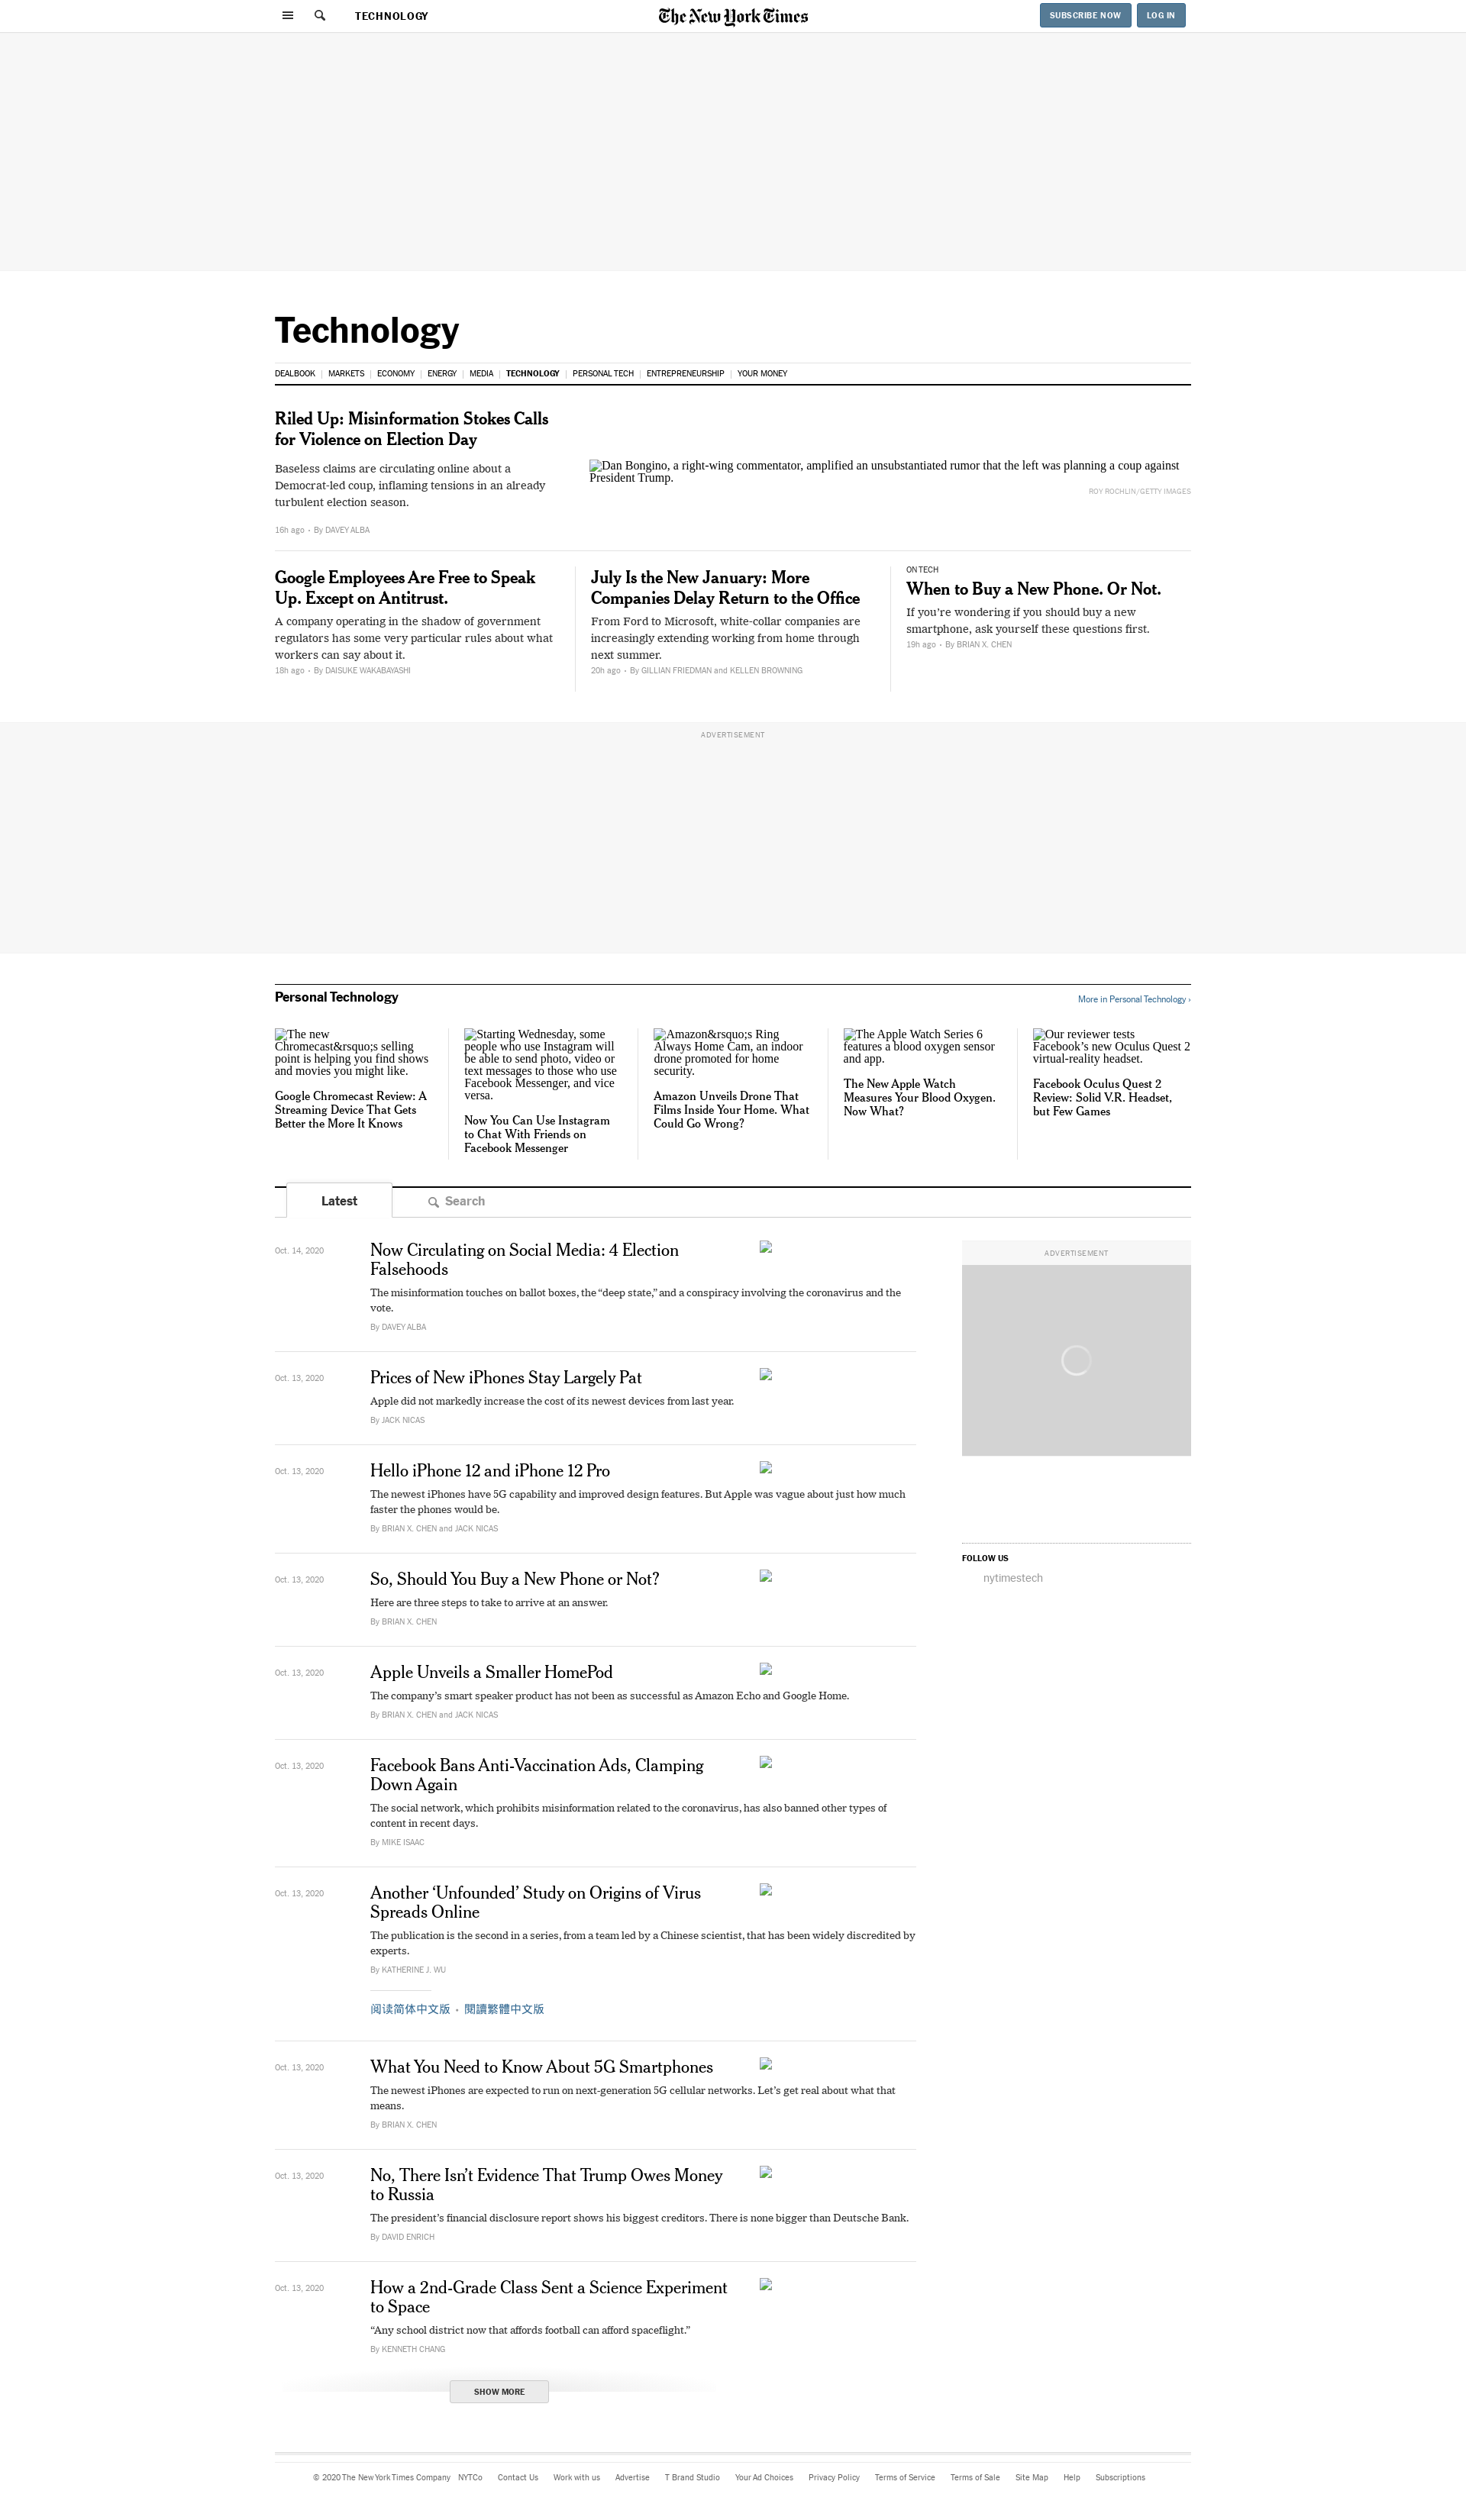 TECHNOLOGY
The New York Times
SUBSCRIBE NOW
LOG IN
Technology
DEALBOOK | MARKETS | ECONOMY | ENERGY | MEDIA | TECHNOLOGY | PERSONAL TECH | ENTREPRENEURSHIP | YOUR MONEY
Riled Up: Misinformation Stokes Calls
for Violence on Election Day
Baseless claims are circulating online about a
Democrat-led coup, inflaming tensions in an already
turbulent election season.
16h ago • By DAVEY ALBA
Dan Bongino, a right-wing commentator, amplified an unsubstantiated rumor that the left was planning a coup against
President Trump.
ROY ROCHLIN/GETTY IMAGES
Google Employees Are Free to Speak
Up. Except on Antitrust.
A company operating in the shadow of government
regulators has some very particular rules about what
workers can say about it.
18h ago • By DAISUKE WAKABAYASHI
July Is the New January: More
Companies Delay Return to the Office
From Ford to Microsoft, white-collar companies are
increasingly extending working from home through
next summer.
20h ago • By GILLIAN FRIEDMAN and KELLEN BROWNING
ON TECH
When to Buy a New Phone. Or Not.
If you’re wondering if you should buy a new
smartphone, ask yourself these questions first.
19h ago • By BRIAN X. CHEN
ADVERTISEMENT
Personal Technology
More in Personal Technology ›
The new
Chromecast&rsquo;s selling
point is helping you find shows
and movies you might like.
Google Chromecast Review: A
Streaming Device That Gets
Better the More It Knows
Starting Wednesday, some
people who use Instagram will
be able to send photo, video or
text messages to those who use
Facebook Messenger, and vice
versa.
Now You Can Use Instagram
to Chat With Friends on
Facebook Messenger
Amazon&rsquo;s Ring
Always Home Cam, an indoor
drone promoted for home
security.
Amazon Unveils Drone That
Films Inside Your Home. What
Could Go Wrong?
The Apple Watch Series 6
features a blood oxygen sensor
and app.
The New Apple Watch
Measures Your Blood Oxygen.
Now What?
Our reviewer tests
Facebook’s new Oculus Quest 2
virtual-reality headset.
Facebook Oculus Quest 2
Review: Solid V.R. Headset,
but Few Games
Latest
Search
Oct. 14, 2020
Now Circulating on Social Media: 4 Election
Falsehoods
The misinformation touches on ballot boxes, the “deep state,” and a conspiracy involving the coronavirus and the
vote.
By DAVEY ALBA
Oct. 13, 2020
Prices of New iPhones Stay Largely Pat
Apple did not markedly increase the cost of its newest devices from last year.
By JACK NICAS
Oct. 13, 2020
Hello iPhone 12 and iPhone 12 Pro
The newest iPhones have 5G capability and improved design features. But Apple was vague about just how much
faster the phones would be.
By BRIAN X. CHEN and JACK NICAS
Oct. 13, 2020
So, Should You Buy a New Phone or Not?
Here are three steps to take to arrive at an answer.
By BRIAN X. CHEN
Oct. 13, 2020
Apple Unveils a Smaller HomePod
The company’s smart speaker product has not been as successful as Amazon Echo and Google Home.
By BRIAN X. CHEN and JACK NICAS
Oct. 13, 2020
Facebook Bans Anti-Vaccination Ads, Clamping
Down Again
The social network, which prohibits misinformation related to the coronavirus, has also banned other types of
content in recent days.
By MIKE ISAAC
Oct. 13, 2020
Another ‘Unfounded’ Study on Origins of Virus
Spreads Online
The publication is the second in a series, from a team led by a Chinese scientist, that has been widely discredited by
experts.
By KATHERINE J. WU
阅读简体中文版 • 閱讀繁體中文版
Oct. 13, 2020
What You Need to Know About 5G Smartphones
The newest iPhones are expected to run on next-generation 5G cellular networks. Let’s get real about what that
means.
By BRIAN X. CHEN
Oct. 13, 2020
No, There Isn’t Evidence That Trump Owes Money
to Russia
The president’s financial disclosure report shows his biggest creditors. There is none bigger than Deutsche Bank.
By DAVID ENRICH
Oct. 13, 2020
How a 2nd-Grade Class Sent a Science Experiment
to Space
“Any school district now that affords football can afford spaceflight.”
By KENNETH CHANG
SHOW MORE
ADVERTISEMENT
FOLLOW US
nytimestech
© 2020 The New York Times Company NYTCo Contact Us Work with us Advertise T Brand Studio Your Ad Choices Privacy Policy Terms of Service Terms of Sale Site Map Help Subscriptions